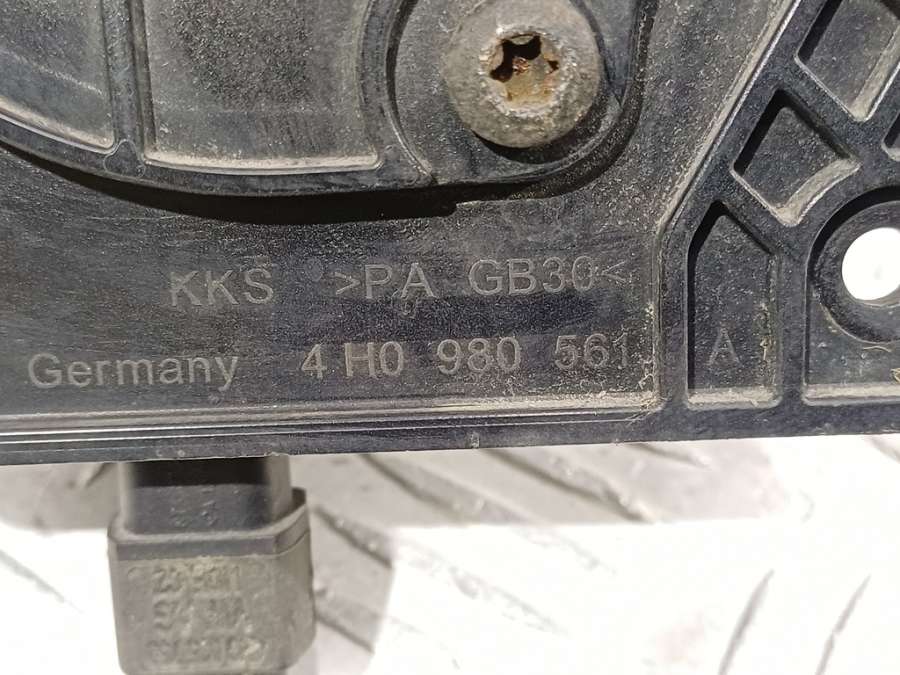 KKS >PA GB30<
Germany 4H0 980 561 A